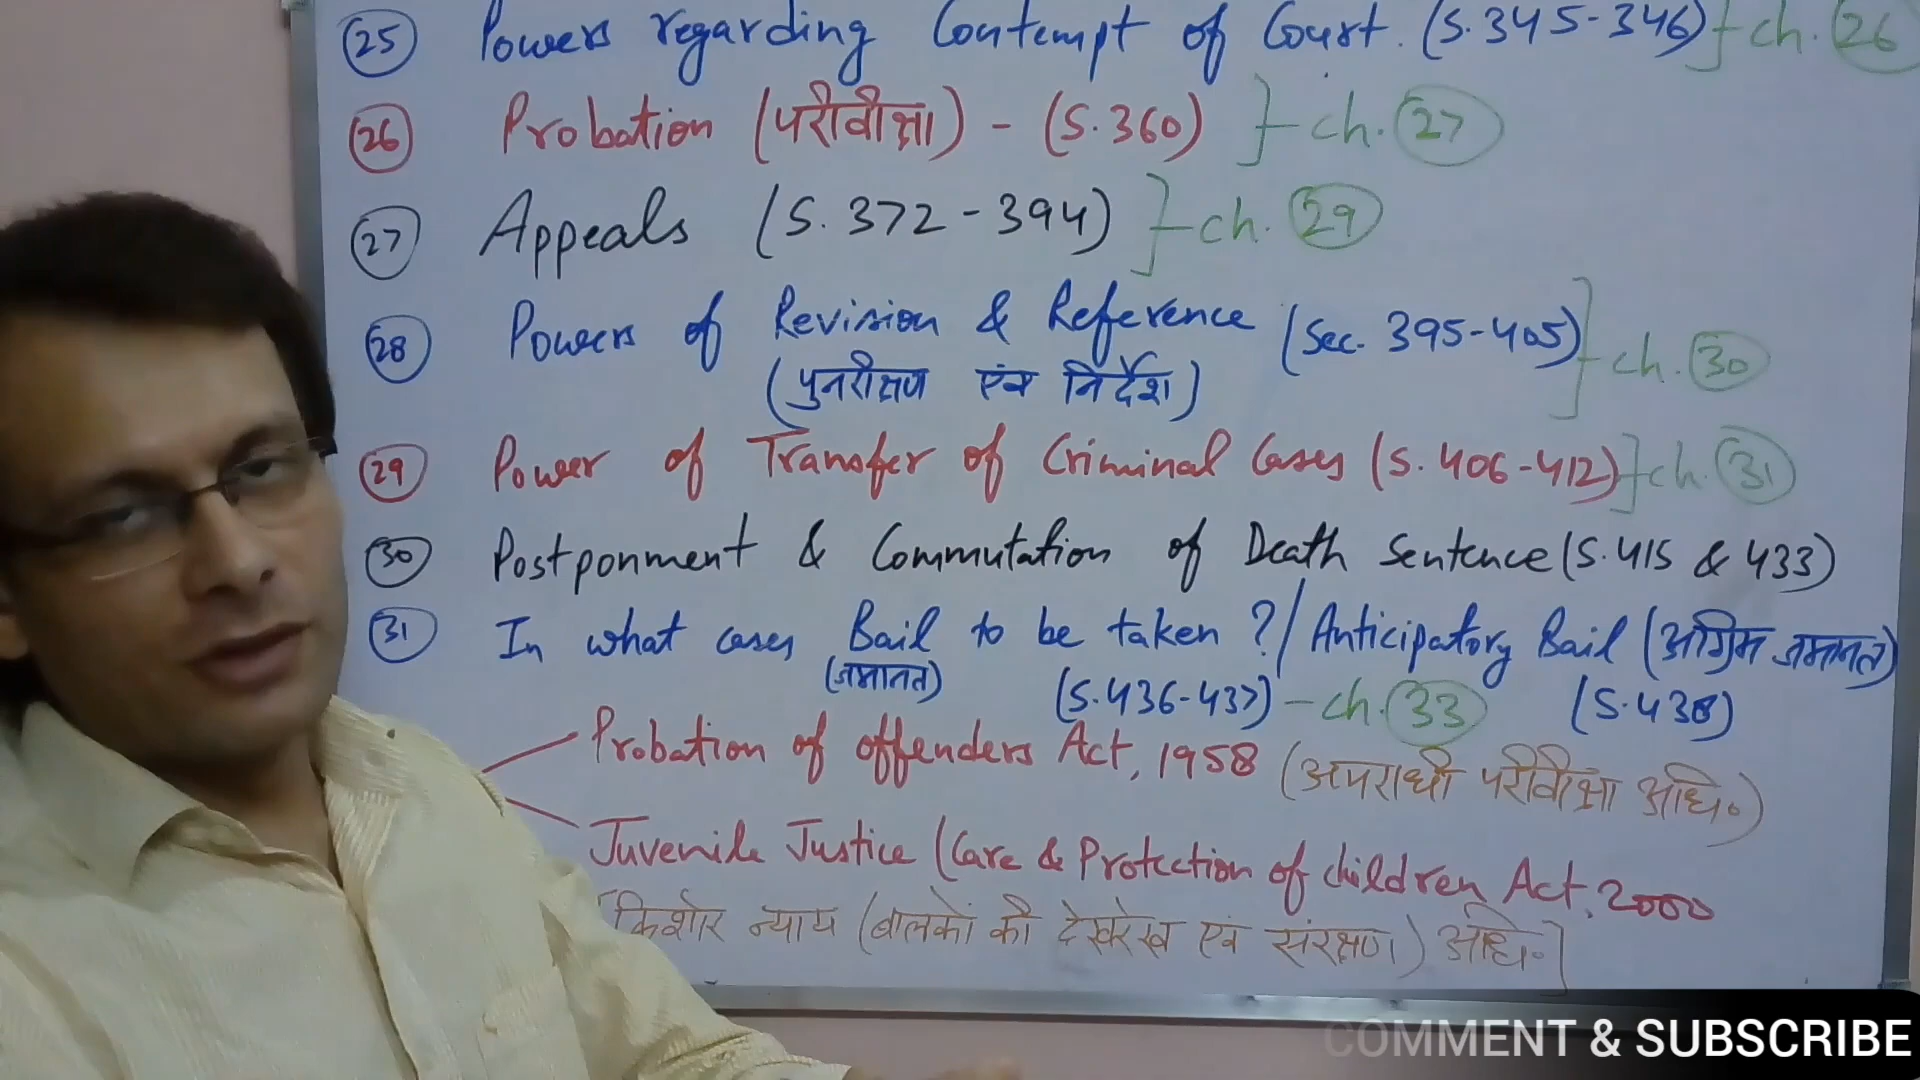 (25) Powers regarding Contempt of Court. (S.345-346) } ch. (26)
(26) Probation (परीवीक्षा) - (S.360) } ch. (27)
(27) Appeals (S.372-394) } ch. (29)
(28) Powers of Revision & Reference (Sec. 395-405) } ch. (30)
(पुनरीक्षण एंव निर्देश)
(29) Power of Transfer of Criminal Cases (S.406-412) } ch. (31)
(30) Postponment & Commutation of Death Sentence (S.415 & 433)
(31) In what cases Bail to be taken ? / Anticipatory Bail (अग्रिम जमानत)
(जमानत) (S.436-437) - ch. (33) (S.438)
Probation of offenders Act, 1958 (अपराधी परीवीक्षा अधि०)
Juvenile Justice (Care & Protection of children Act, 2000
[किशोर न्याय (बालकों की देखरेख एंव संरक्षण) अधि०]
COMMENT & SUBSCRIBE